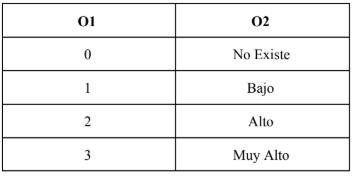 O1 O2
0 No Existe
1 Bajo
2 Alto
3 Muy Alto